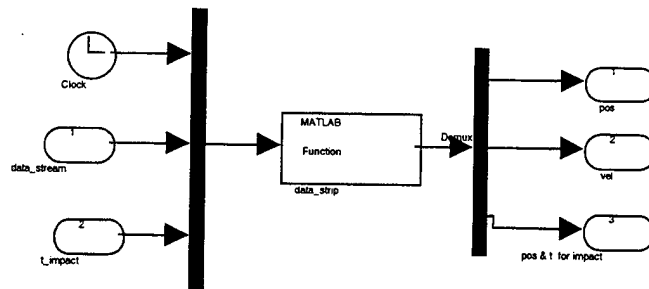 Clock
1
data_stream
2
t_impact
MATLAB
Function
data_strip
Demux
1
pos
2
vel
3
pos & t for impact